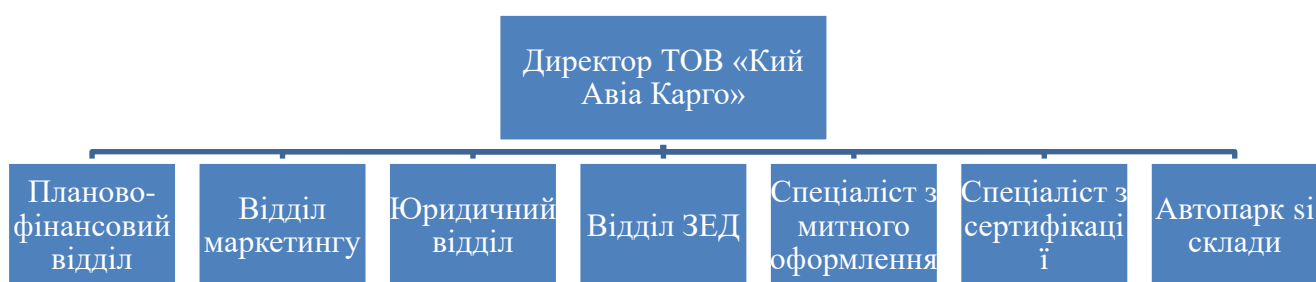 Директор ТОВ «Кий
Авіа Карго»
Планово-
фінансовий
відділ
Відділ
маркетингу
Юридичний
відділ
Відділ ЗЕД
Спеціаліст з
митного
оформлення
Спеціаліст з
сертифікаці
ї
Автопарк si
склади